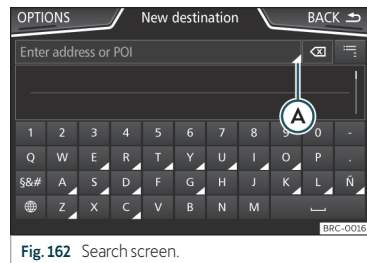 OPTIONS New destination BACK
Enter address or POI
A
1 2 3 4 5 6 7 8 9 0 -
Q W E R T Y U I O P .
§&# A S D F G H J K L Ñ
Z X C V B N M
BRC-0016
Fig. 162 Search screen.